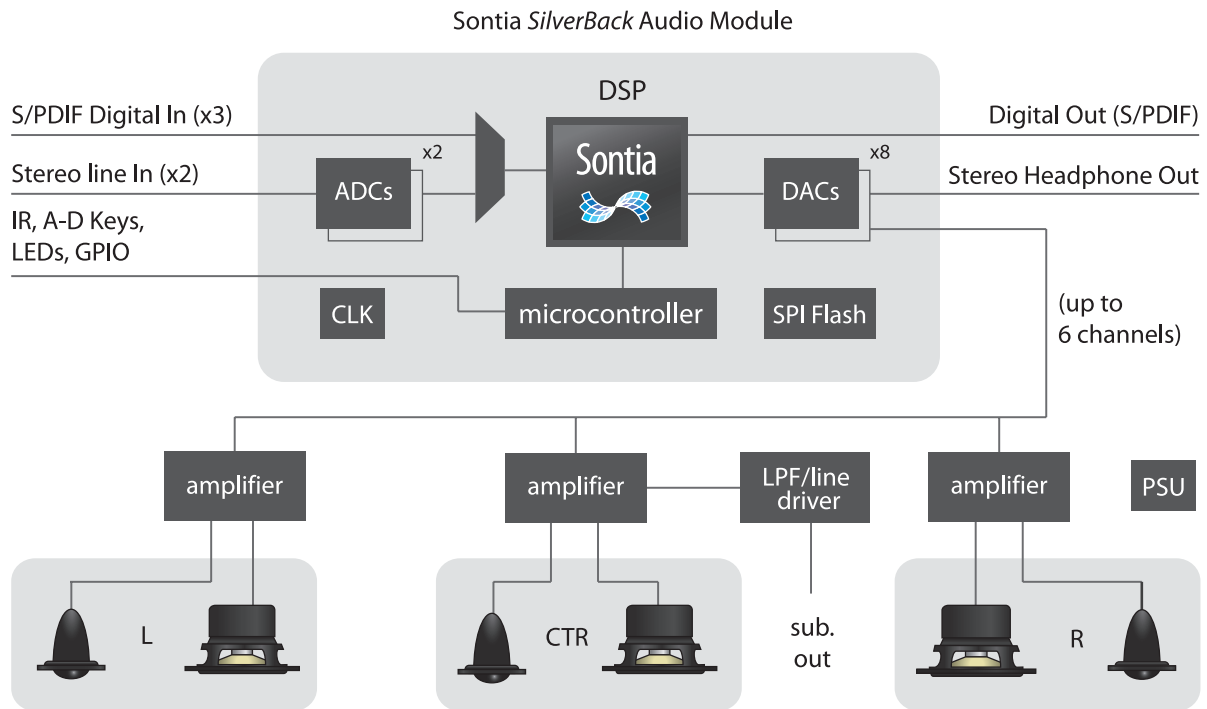 Sontia SilverBack Audio Module
DSP
S/PDIF Digital In (x3)
Digital Out (S/PDIF)
x2
Sontia
x8
Stereo line In (x2)
ADCs
DACs
Stereo Headphone Out
IR, A-D Keys,
LEDs, GPIO
CLK
microcontroller
SPI Flash
(up to
6 channels)
amplifier
amplifier
LPF/line
driver
amplifier
PSU
L
CTR
sub.
out
R